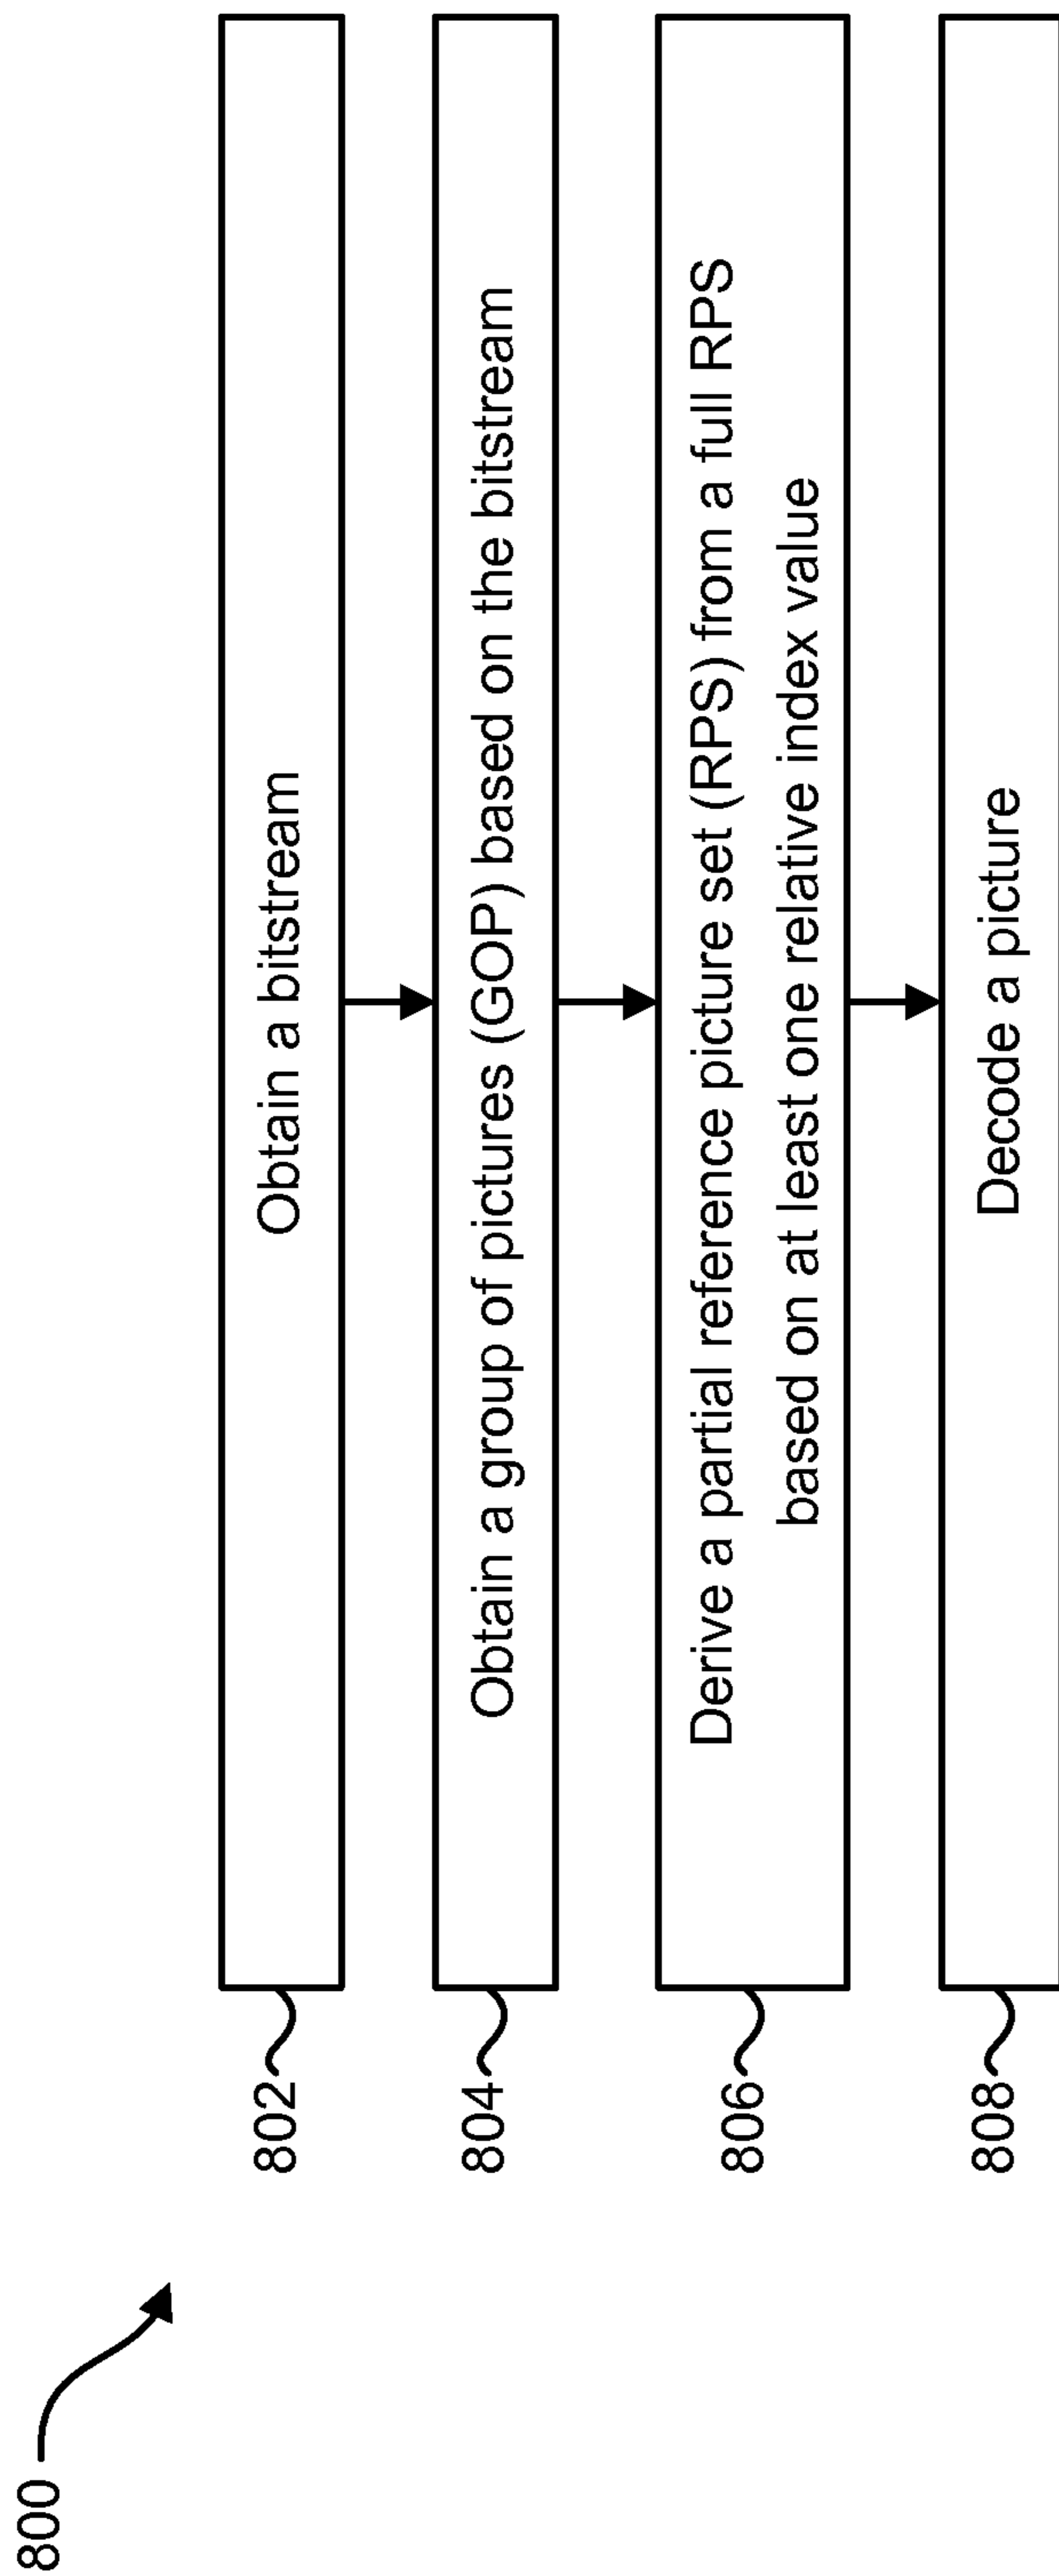 800
802
Obtain a bitstream
804
Obtain a group of pictures (GOP) based on the bitstream
806
Derive a partial reference picture set (RPS) from a full RPS
based on at least one relative index value
808
Decode a picture